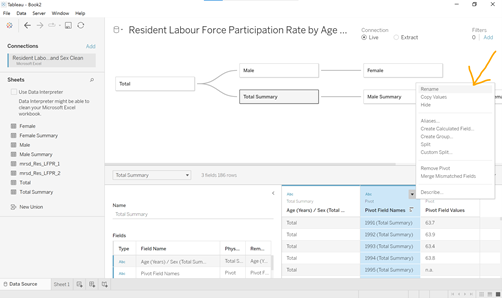 Tableau - Book2
File Data Server Window Help
Connections Add
Resident Labo...and Sex Clean
Microsoft Excel
Sheets
Use Data Interpreter
Data Interpreter might be able to
clean your Microsoft Excel
workbook.
Female
Female Summary
Male
Male Summary
mrsd_Res_LFPR_1
mrsd_Res_LFPR_2
Total
Total Summary
New Union
Resident Labour Force Participation Rate by Age ...
Connection
Live Extract
Filters
0 Add
Total
Male
Female
Total Summary
Male Summary
Rename
Copy Values
Hide
Aliases...
Create Calculated Field...
Create Group...
Split
Custom Split...
Remove Pivot
Merge Mismatched Fields
Describe...
Total Summary
3 fields 186 rows
Name
Total Summary
Fields
Type Field Name Phys... Rem...
Abc Age (Years) / Sex (Total Sum... Total ... Age (Y...
Abc Pivot Field Names Pivot Pivot F...
Abc
Total Summary
Age (Years) / Sex (Total ...
Abc
Pivot
Pivot Field Names
Pivot
Pivot Field Values
Total 1991 (Total Summary) 63.7
Total 1992 (Total Summary) 63.9
Total 1993 (Total Summary) 63.4
Total 1994 (Total Summary) 63.8
Total 1995 (Total Summary) n.a.
Data Source Sheet 1